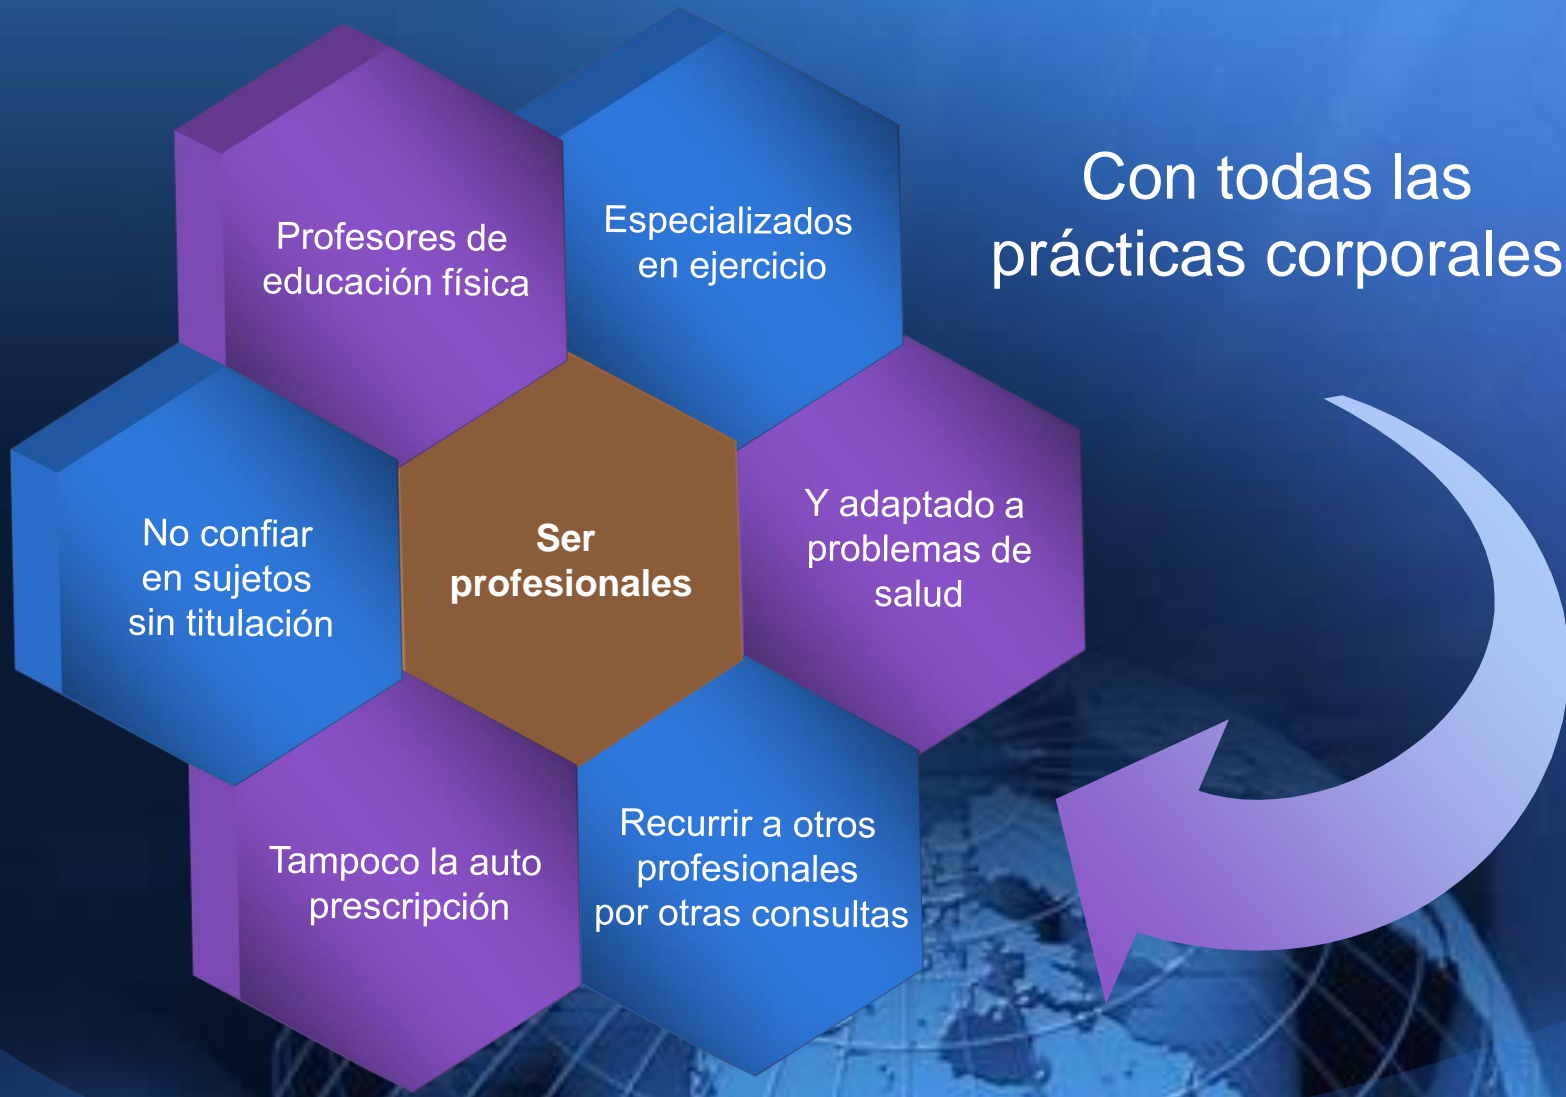 Con todas las
prácticas corporales
Profesores de
educación física
Especializados
en ejercicio
No confiar
en sujetos
sin titulación
Ser
profesionales
Y adaptado a
problemas de
salud
Tampoco la auto
prescripción
Recurrir a otros
profesionales
por otras consultas